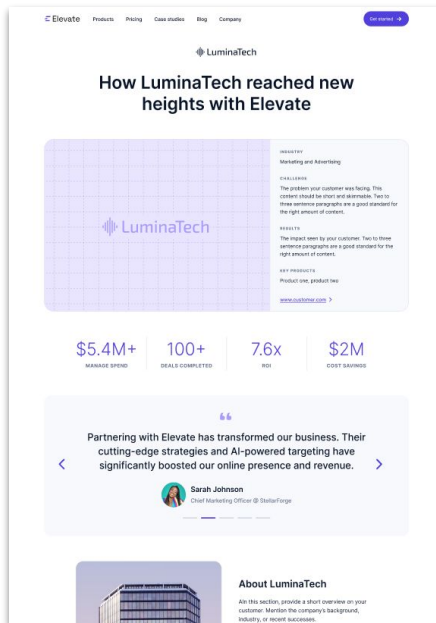 Elevate
Products
Pricing
Case studies
Blog
Company
Get started
LuminaTech
How LuminaTech reached new
heights with Elevate
LuminaTech
INDUSTRY
Marketing and Advertising
CHALLENGE
The problem your customer was facing. This
content should be short and skimmable. Two to
three sentence paragraphs are a good standard for
the right amount of content.
RESULTS
The impact seen by your customer. Two to three
sentence paragraphs are a good standard for the
right amount of content.
KEY PRODUCTS
Product one, product two
www.customer.com
$5.4M+
MANAGE SPEND
100+
DEALS COMPLETED
7.6x
ROI
$2M
COST SAVINGS
Partnering with Elevate has transformed our business. Their
cutting-edge strategies and AI-powered targeting have
significantly boosted our online presence and revenue.
Sarah Johnson
Chief Marketing Officer @ StellarForge
About LuminaTech
AIn this section, provide a short overview on your
customer. Mention the company's background,
industry, or recent successes.